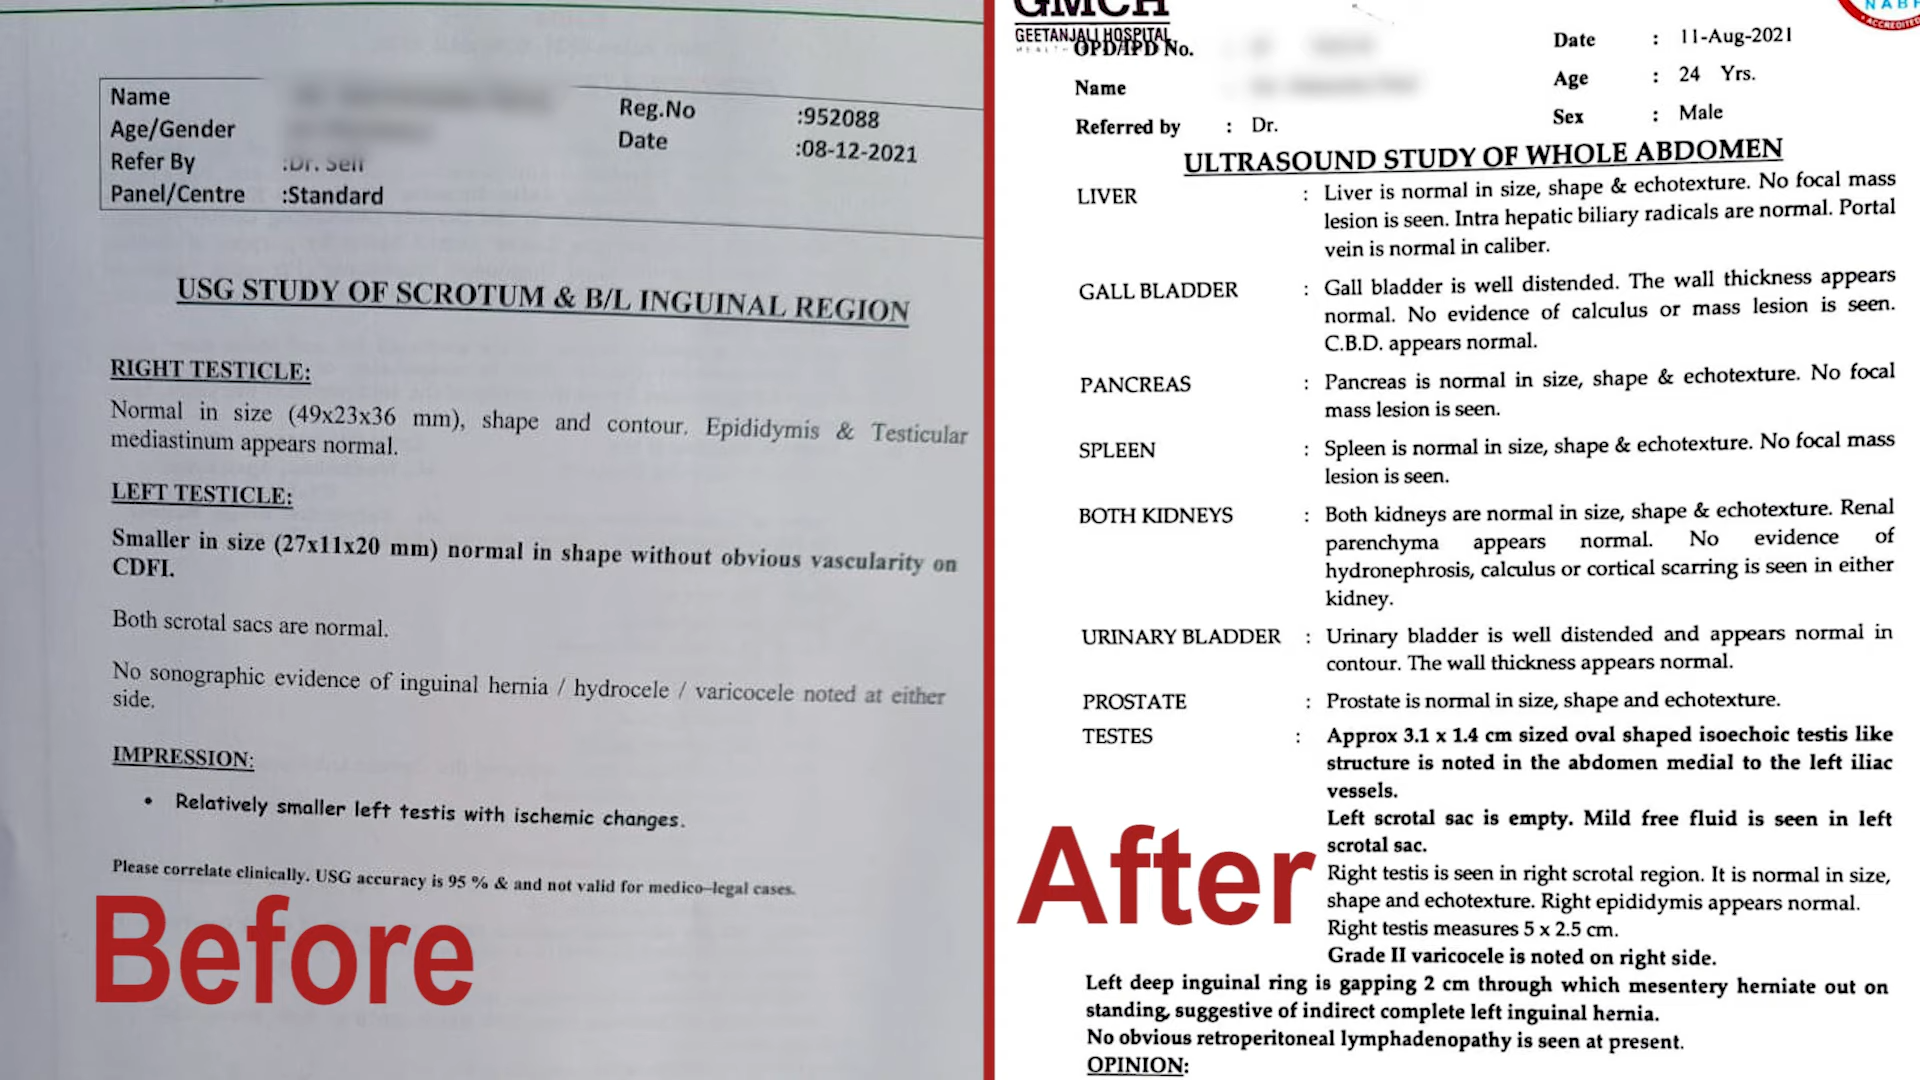 Name
Age/Gender
Refer By :Dr. Self
Panel/Centre :Standard
Reg.No :952088
Date :08-12-2021
USG STUDY OF SCROTUM & B/L INGUINAL REGION
RIGHT TESTICLE:
Normal in size (49x23x36 mm), shape and contour. Epididymis & Testicular
mediastinum appears normal.
LEFT TESTICLE:
Smaller in size (27x11x20 mm) normal in shape without obvious vascularity on
CDFI.
Both scrotal sacs are normal.
No sonographic evidence of inguinal hernia / hydrocele / varicocele noted at either
side.
IMPRESSION:
• Relatively smaller left testis with ischemic changes.
Please correlate clinically. USG accuracy is 95 % & and not valid for medico–legal cases.
Before
GMCH
GEETANJALI HOSPITAL
OPD/IPD No.
Name :
Referred by : Dr.
Date : 11-Aug-2021
Age : 24 Yrs.
Sex : Male
NABH
ACCREDITED
ULTRASOUND STUDY OF WHOLE ABDOMEN
LIVER : Liver is normal in size, shape & echotexture. No focal mass
lesion is seen. Intra hepatic biliary radicals are normal. Portal
vein is normal in caliber.
GALL BLADDER : Gall bladder is well distended. The wall thickness appears
normal. No evidence of calculus or mass lesion is seen.
C.B.D. appears normal.
PANCREAS : Pancreas is normal in size, shape & echotexture. No focal
mass lesion is seen.
SPLEEN : Spleen is normal in size, shape & echotexture. No focal mass
lesion is seen.
BOTH KIDNEYS : Both kidneys are normal in size, shape & echotexture. Renal
parenchyma appears normal. No evidence of
hydronephrosis, calculus or cortical scarring is seen in either
kidney.
URINARY BLADDER : Urinary bladder is well distended and appears normal in
contour. The wall thickness appears normal.
PROSTATE : Prostate is normal in size, shape and echotexture.
TESTES : Approx 3.1 x 1.4 cm sized oval shaped isoechoic testis like
structure is noted in the abdomen medial to the left iliac
vessels.
Left scrotal sac is empty. Mild free fluid is seen in left
scrotal sac.
Right testis is seen in right scrotal region. It is normal in size,
shape and echotexture. Right epididymis appears normal.
Right testis measures 5 x 2.5 cm.
Grade II varicocele is noted on right side.
Left deep inguinal ring is gapping 2 cm through which mesentery herniate out on
standing, suggestive of indirect complete left inguinal hernia.
No obvious retroperitoneal lymphadenopathy is seen at present.
OPINION:
After